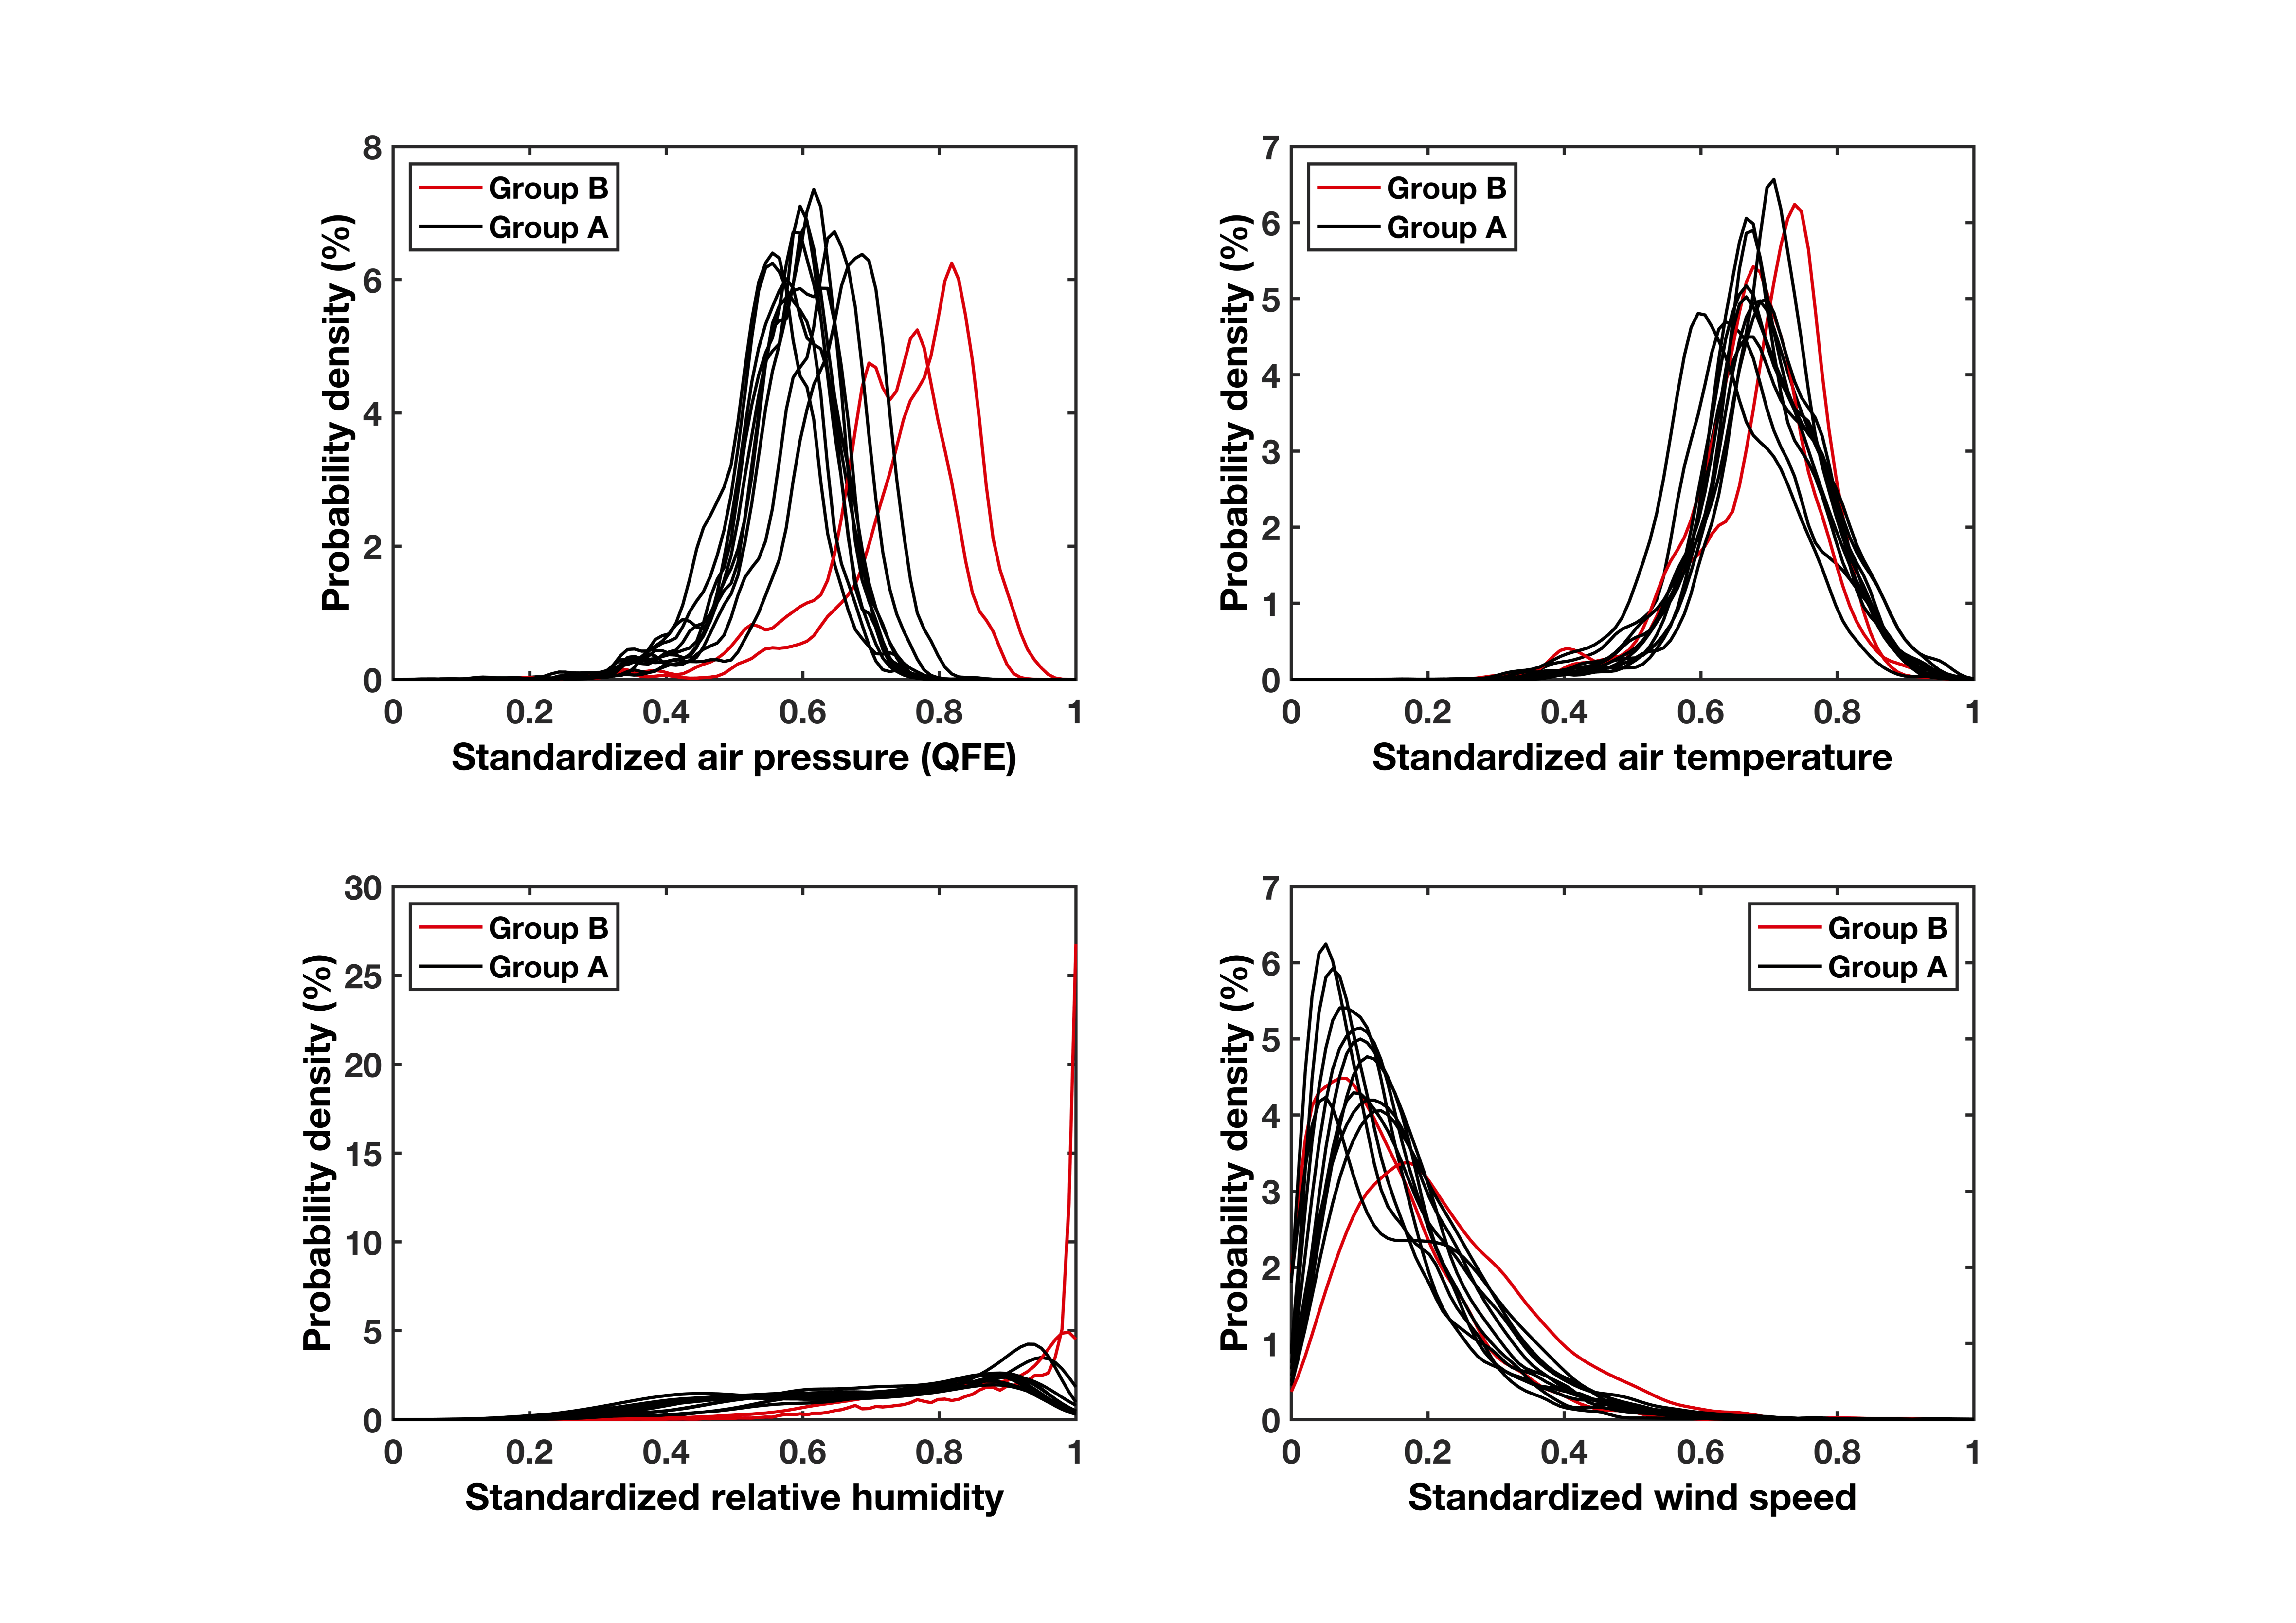 8
6
4
2
0
Probability density (%)
Group B
Group A
0 0.2 0.4 0.6 0.8 1
Standardized air pressure (QFE)
7
6
5
4
3
2
1
0
Probability density (%)
Group B
Group A
0 0.2 0.4 0.6 0.8 1
Standardized air temperature
30
25
20
15
10
5
0
Probability density (%)
Group B
Group A
0 0.2 0.4 0.6 0.8 1
Standardized relative humidity
7
6
5
4
3
2
1
0
Probability density (%)
Group B
Group A
0 0.2 0.4 0.6 0.8 1
Standardized wind speed